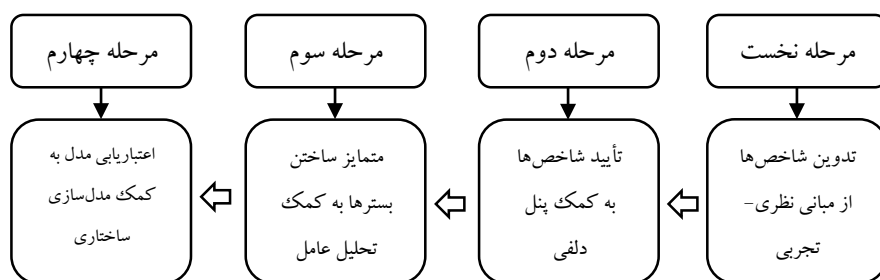 مرحله نخست
مرحله دوم
مرحله سوم
مرحله چهارم
تدوین شاخص‌ها
از مبانی نظری-
تجربی
تأیید شاخص‌ها
به کمک پنل
دلفی
متمایز ساختن
بسترها به کمک
تحلیل عامل
اعتباریابی مدل به
کمک مدل‌سازی
ساختاری